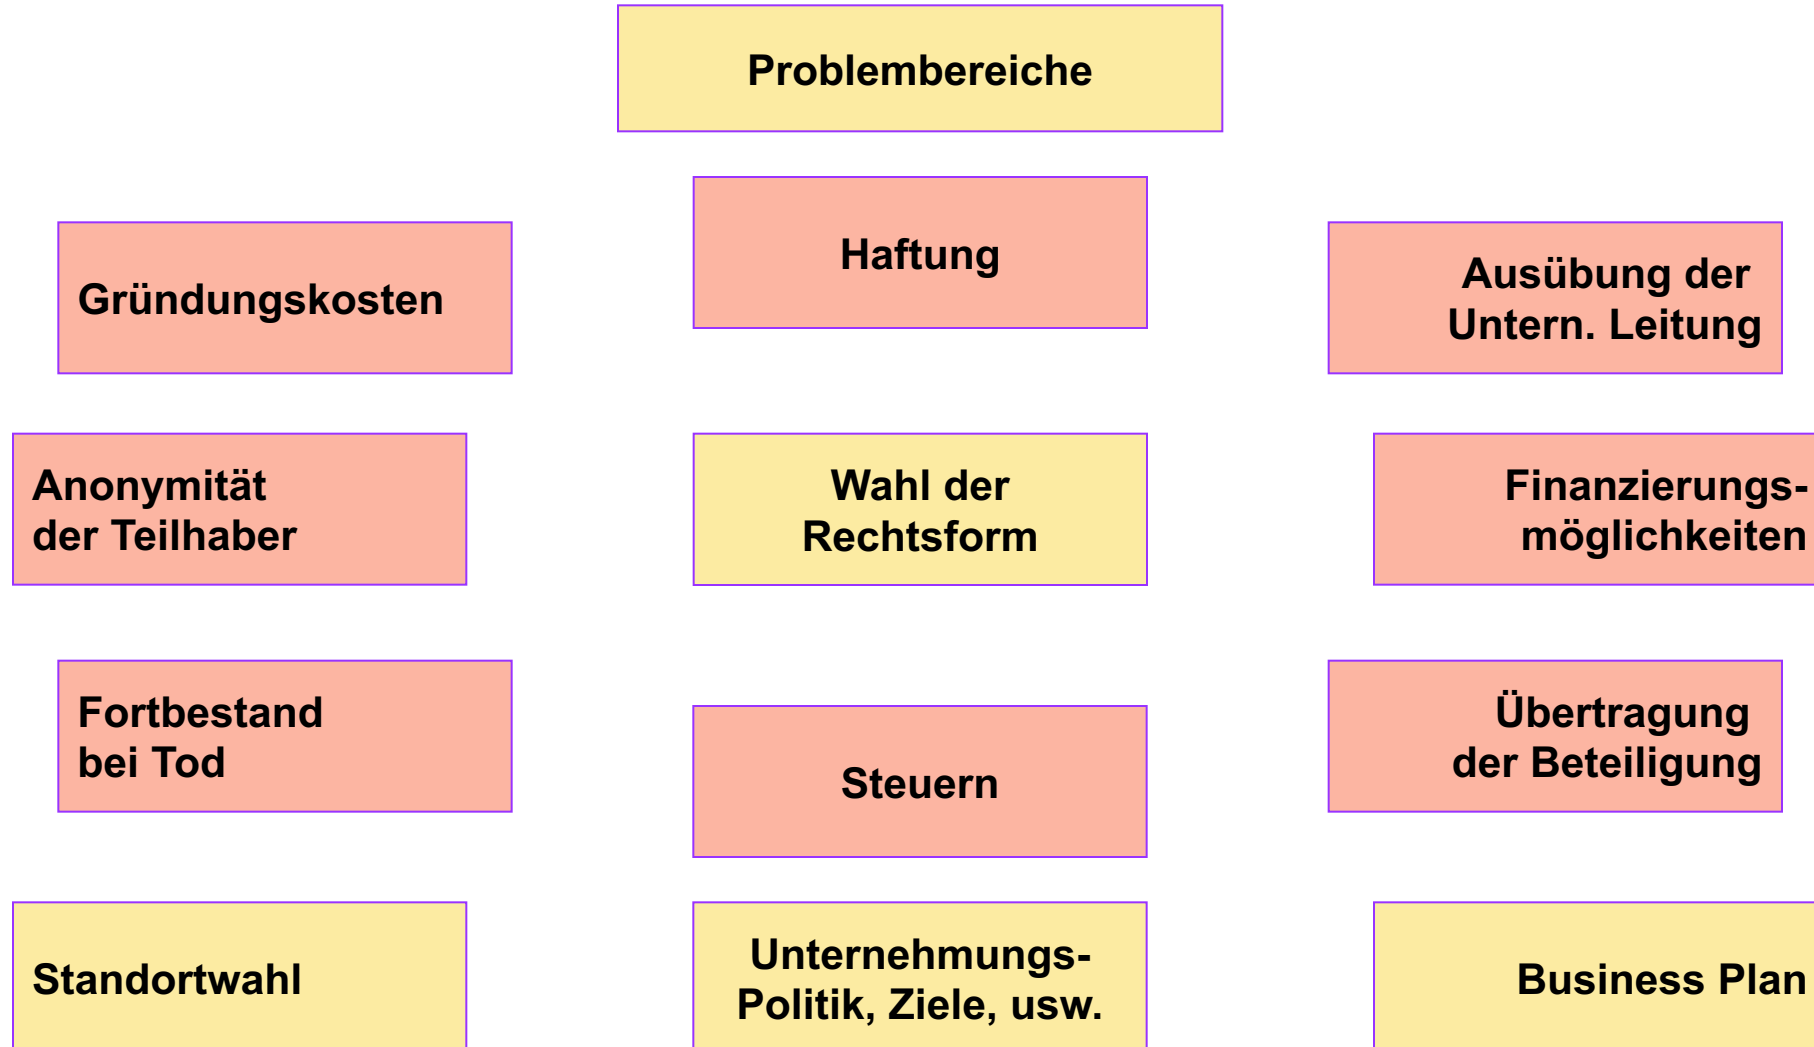 Problembereiche
Haftung
Gründungskosten
Ausübung der
Untern. Leitung
Anonymität
der Teilhaber
Wahl der
Rechtsform
Finanzierungs-
möglichkeiten
Fortbestand
bei Tod
Steuern
Übertragung
der Beteiligung
Standortwahl
Unternehmungs-
Politik, Ziele, usw.
Business Plan